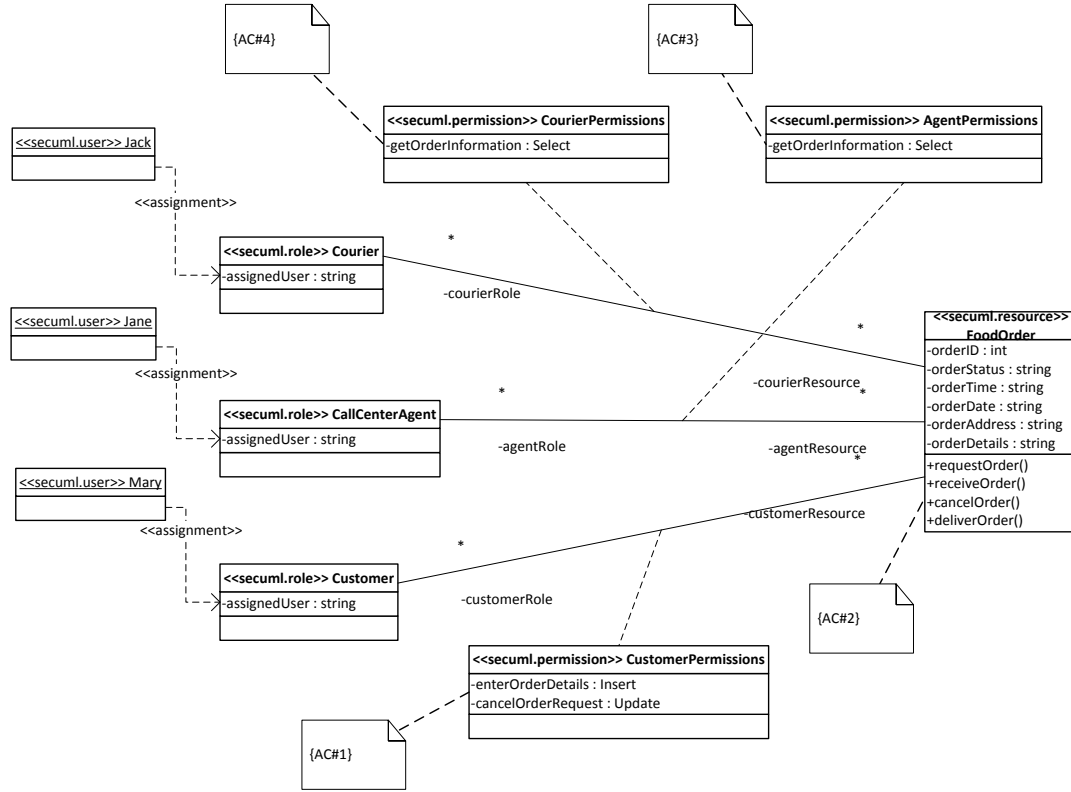 {AC#4}
{AC#3}
<<secuml.permission>> CourierPermissions
-getOrderInformation : Select
<<secuml.permission>> AgentPermissions
-getOrderInformation : Select
<<secuml.user>> Jack
<<assignment>>
<<secuml.role>> Courier
-assignedUser : string
*
-courierRole
*
-courierResource
<<secuml.user>> Jane
<<assignment>>
<<secuml.role>> CallCenterAgent
-assignedUser : string
*
-agentRole
*
-agentResource
<<secuml.resource>>
FoodOrder
-orderID : int
-orderStatus : string
-orderTime : string
-orderDate : string
-orderAddress : string
-orderDetails : string
+requestOrder()
+receiveOrder()
+cancelOrder()
+deliverOrder()
<<secuml.user>> Mary
<<assignment>>
<<secuml.role>> Customer
-assignedUser : string
*
-customerRole
*
-customerResource
{AC#2}
<<secuml.permission>> CustomerPermissions
-enterOrderDetails : Insert
-cancelOrderRequest : Update
{AC#1}